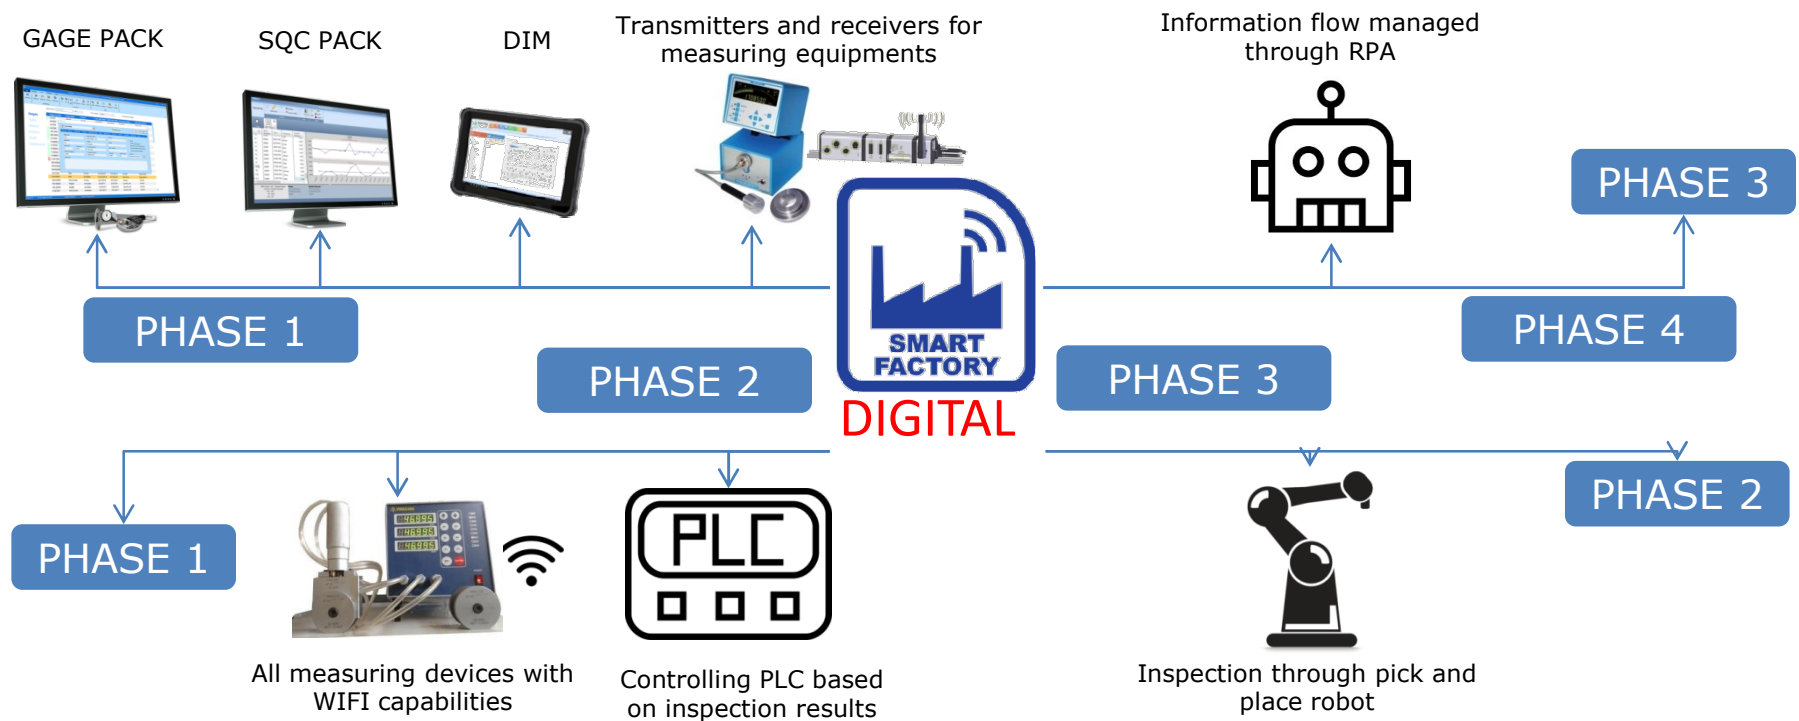 GAGE PACK
SQC PACK
DIM
Transmitters and receivers for
measuring equipments
Information flow managed
through RPA
PHASE 3
PHASE 1
PHASE 2
SMART
FACTORY
DIGITAL
PHASE 3
PHASE 4
PHASE 1
PLC
PHASE 2
All measuring devices with
WIFI capabilities
Controlling PLC based
on inspection results
Inspection through pick and
place robot